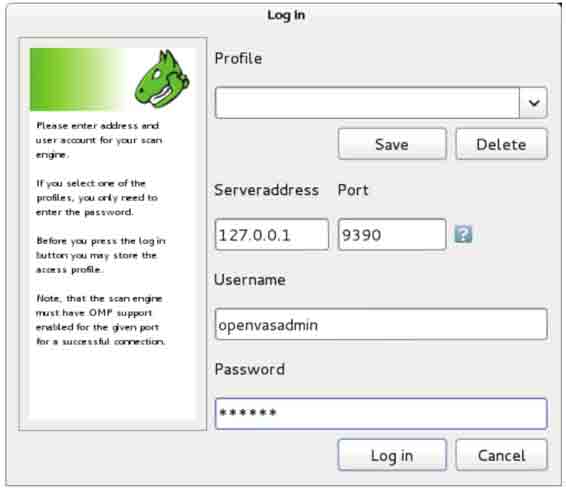 Log in
Please enter address and
user account for your scan
engine.
If you select one of the
profiles, you only need to
enter the password.
Before you press the log in
button you may store the
access profile.
Note, that the scan engine
must have OMP support
enabled for the given port
for a successful connection.
Profile
Save Delete
Serveraddress Port
127.0.0.1 9390 ?
Username
openvasadmin
Password
******
Log in Cancel